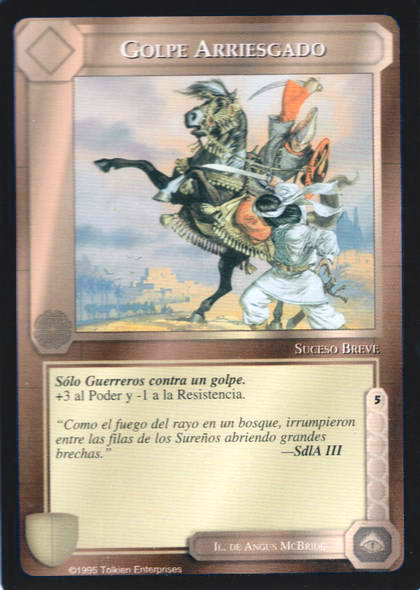 GOLPE ARRIESGADO
SUCESO BREVE
Sólo Guerreros contra un golpe.
+3 al Poder y -1 a la Resistencia.
5
“Como el fuego del rayo en un bosque, irrumpieron
entre las filas de los Sureños abriendo grandes
brechas.” —SdlA III
IL. DE ANGUS MCBRIDE
©1995 Tolkien Enterprises